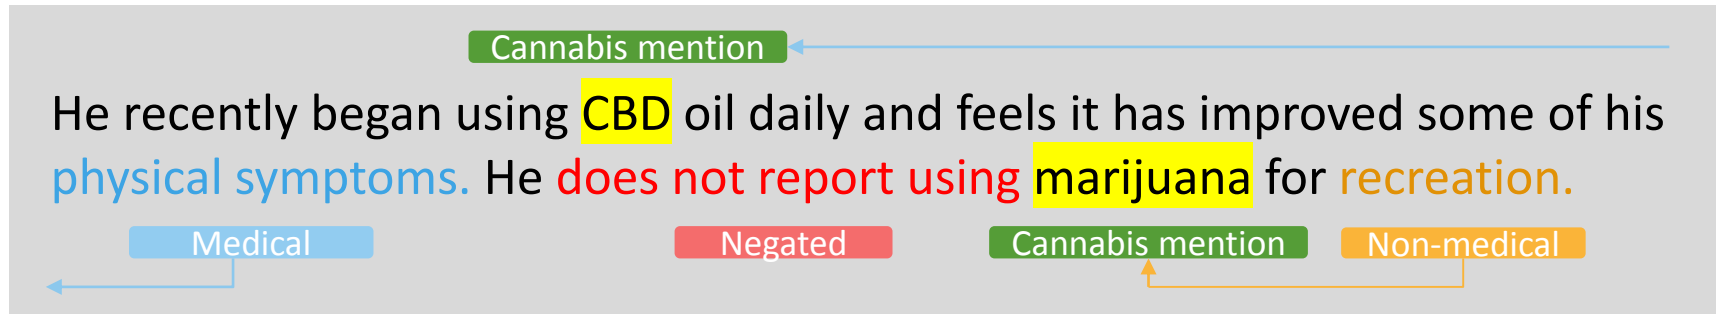 Cannabis mention
He recently began using CBD oil daily and feels it has improved some of his
physical symptoms. He does not report using marijuana for recreation.
Medical Negated Cannabis mention Non-medical